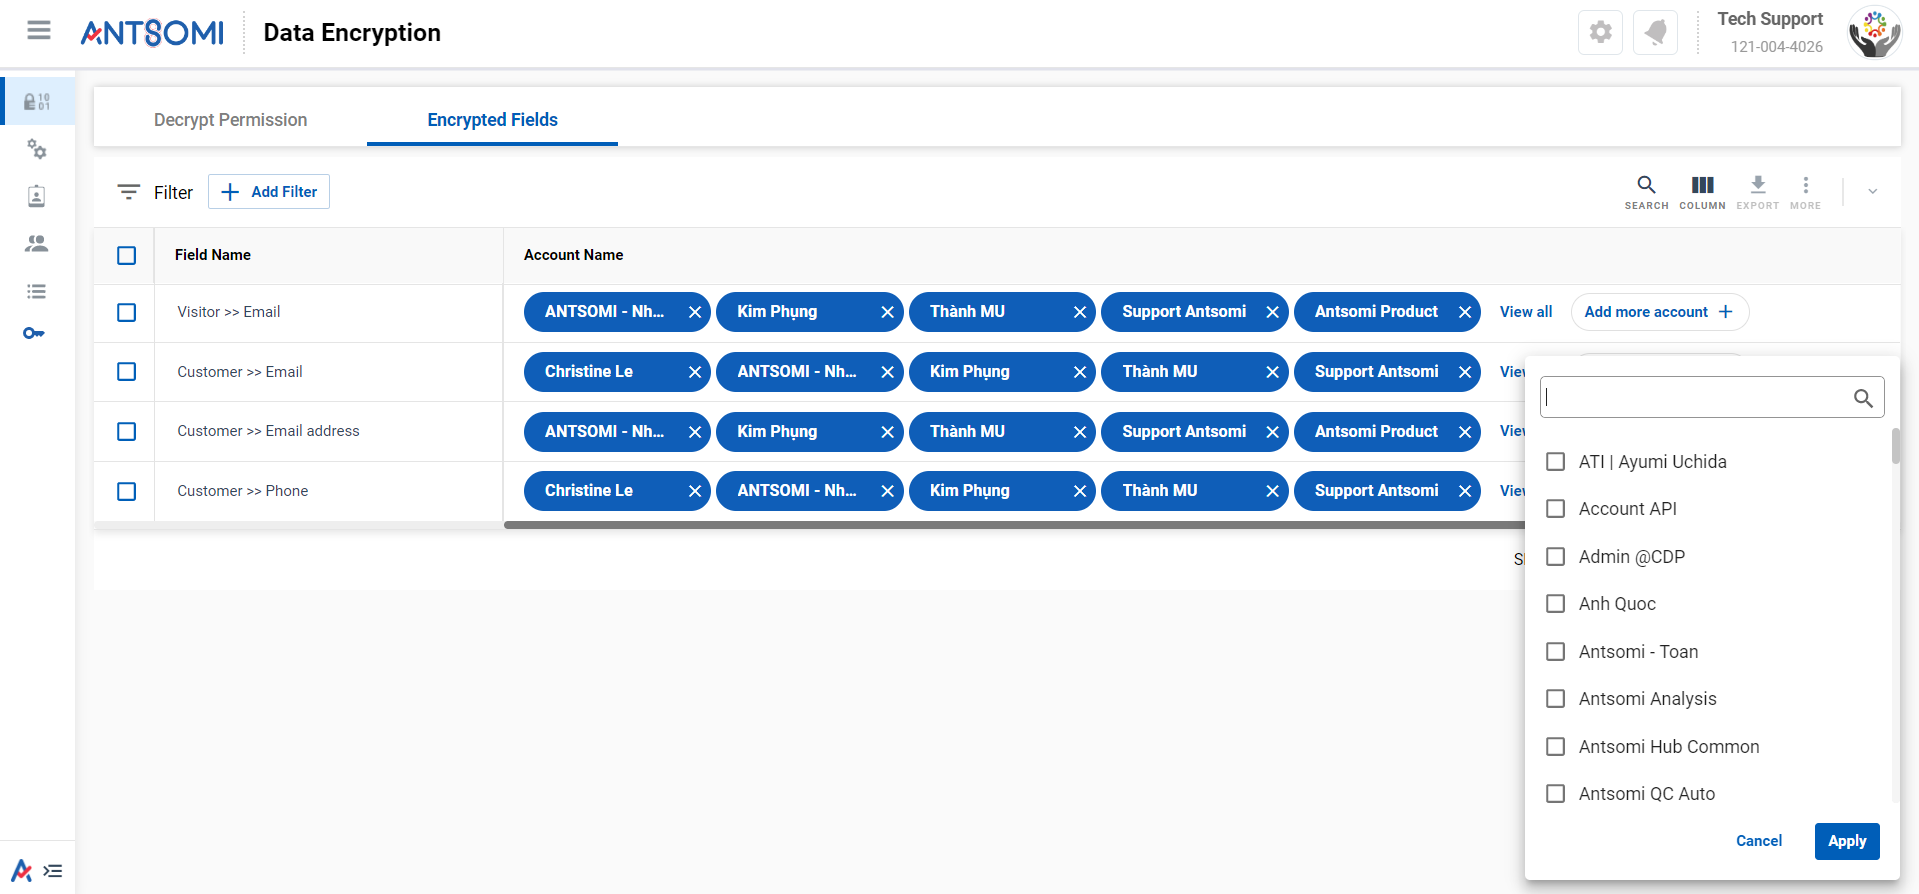 ANTSOMI
Data Encryption
Tech Support
121-004-4026
Decrypt Permission
Encrypted Fields
Filter
Add Filter
SEARCH
COLUMN
EXPORT
MORE
Field Name
Account Name
Visitor >> Email
ANTSOMI - Nh...
Kim Phụng
Thành MU
Support Antsomi
Antsomi Product
View all
Add more account
Customer >> Email
Christine Le
ANTSOMI - Nh...
Kim Phụng
Thành MU
Support Antsomi
Customer >> Email address
ANTSOMI - Nh...
Kim Phụng
Thành MU
Support Antsomi
Antsomi Product
Customer >> Phone
Christine Le
ANTSOMI - Nh...
Kim Phụng
Thành MU
Support Antsomi
ATI | Ayumi Uchida
Account API
Admin @CDP
Anh Quoc
Antsomi - Toan
Antsomi Analysis
Antsomi Hub Common
Antsomi QC Auto
Cancel
Apply